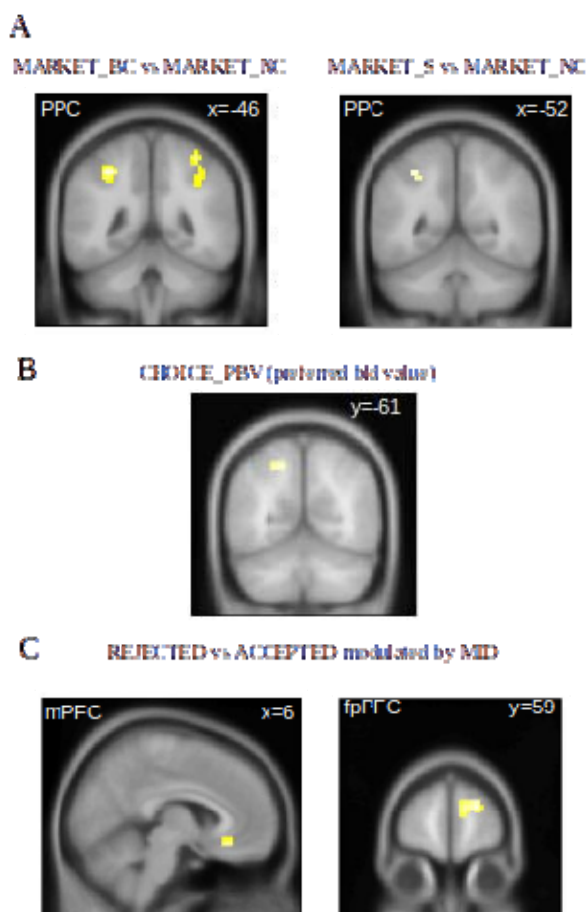 A
MARKET_BC vs MARKET_NC
MARKET_S vs MARKET_NC
PPC
x=-46
PPC
x=-52
B
CHOICE_PBV (preferred bid value)
y=-61
C
REJECTED vs ACCEPTED modulated by MID
mPFC
x=6
fpPFC
y=59